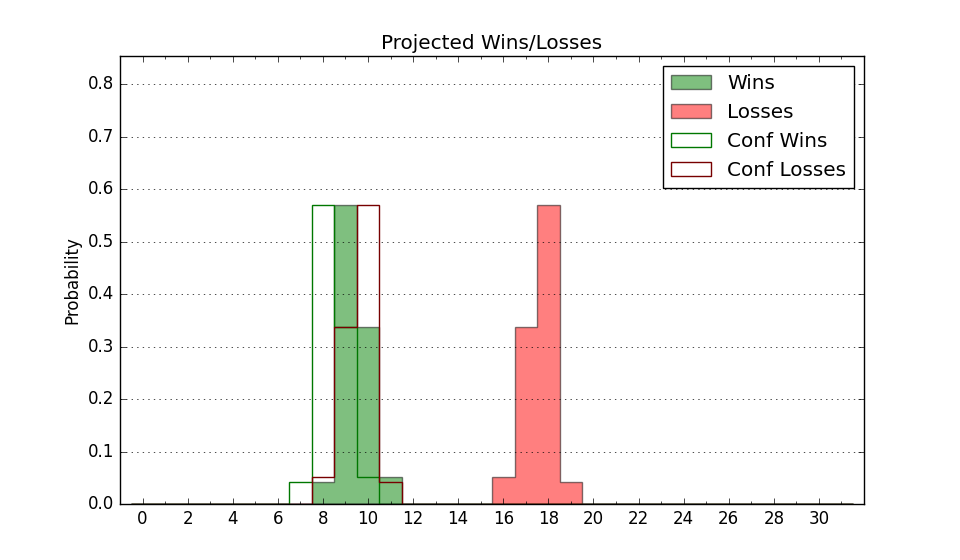 Projected Wins/Losses
Wins
Losses
Conf Wins
Conf Losses
Probability
0.8
0.7
0.6
0.5
0.4
0.3
0.2
0.1
0.0
0 2 4 6 8 10 12 14 16 18 20 22 24 26 28 30